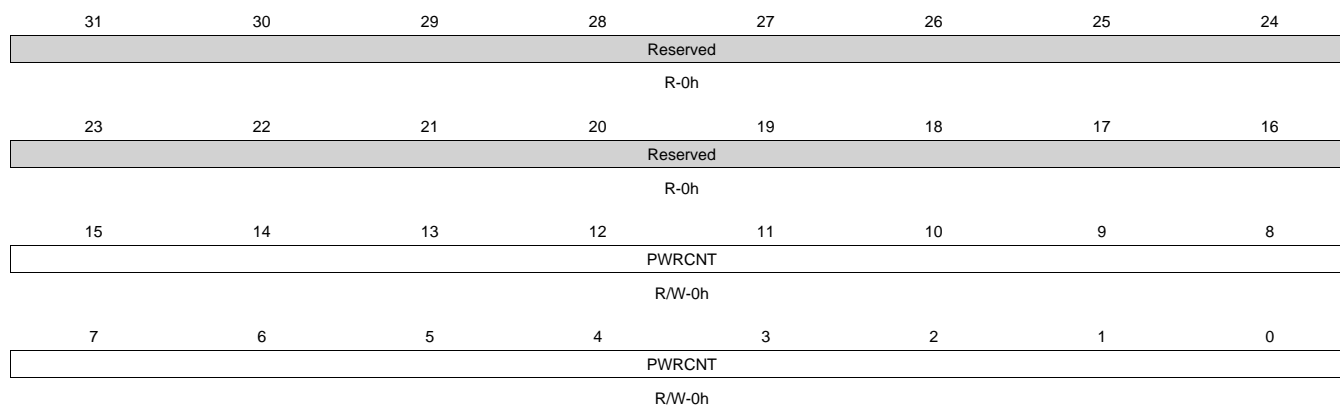 31 30 29 28 27 26 25 24
Reserved
R-0h
23 22 21 20 19 18 17 16
Reserved
R-0h
15 14 13 12 11 10 9 8
PWRCNT
R/W-0h
7 6 5 4 3 2 1 0
PWRCNT
R/W-0h